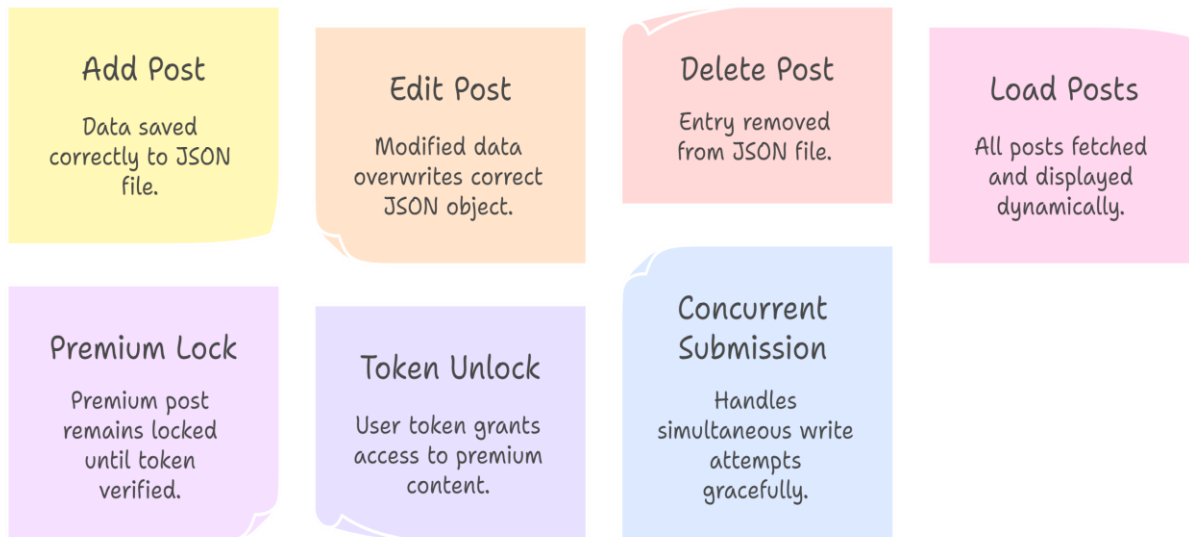 Add Post
Data saved
correctly to JSON
file.
Edit Post
Modified data
overwrites correct
JSON object.
Delete Post
Entry removed
from JSON file.
Load Posts
All posts fetched
and displayed
dynamically.
Premium Lock
Premium post
remains locked
until token
verified.
Token Unlock
User token grants
access to premium
content.
Concurrent
Submission
Handles
simultaneous write
attempts
gracefully.